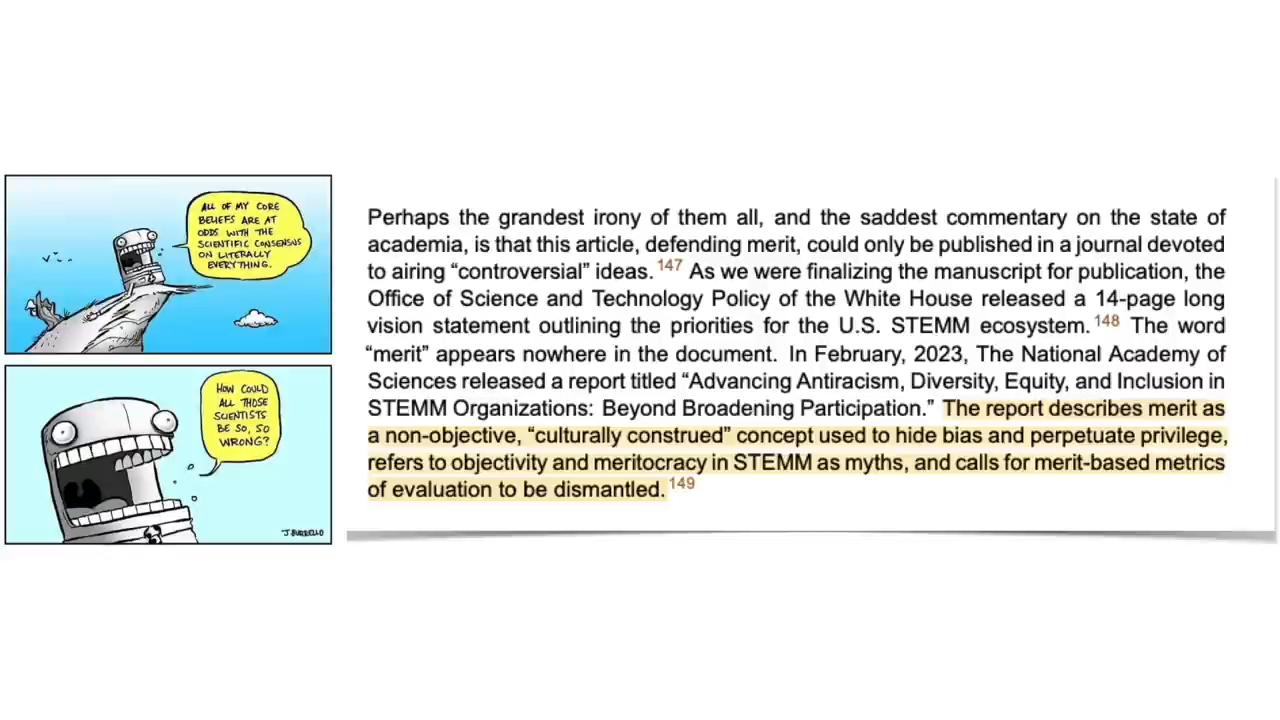 ALL OF MY CORE
BELIEFS ARE AT
ODDS WITH THE
SCIENTIFIC CONSENSUS
ON LITERALLY
EVERYTHING.
HOW COULD
ALL THOSE
SCIENTISTS
BE SO, SO
WRONG?
J.BURRELLO
Perhaps the grandest irony of them all, and the saddest commentary on the state of
academia, is that this article, defending merit, could only be published in a journal devoted
to airing “controversial” ideas. 147 As we were finalizing the manuscript for publication, the
Office of Science and Technology Policy of the White House released a 14-page long
vision statement outlining the priorities for the U.S. STEMM ecosystem. 148 The word
“merit” appears nowhere in the document. In February, 2023, The National Academy of
Sciences released a report titled “Advancing Antiracism, Diversity, Equity, and Inclusion in
STEMM Organizations: Beyond Broadening Participation.” The report describes merit as
a non-objective, “culturally construed” concept used to hide bias and perpetuate privilege,
refers to objectivity and meritocracy in STEMM as myths, and calls for merit-based metrics
of evaluation to be dismantled. 149